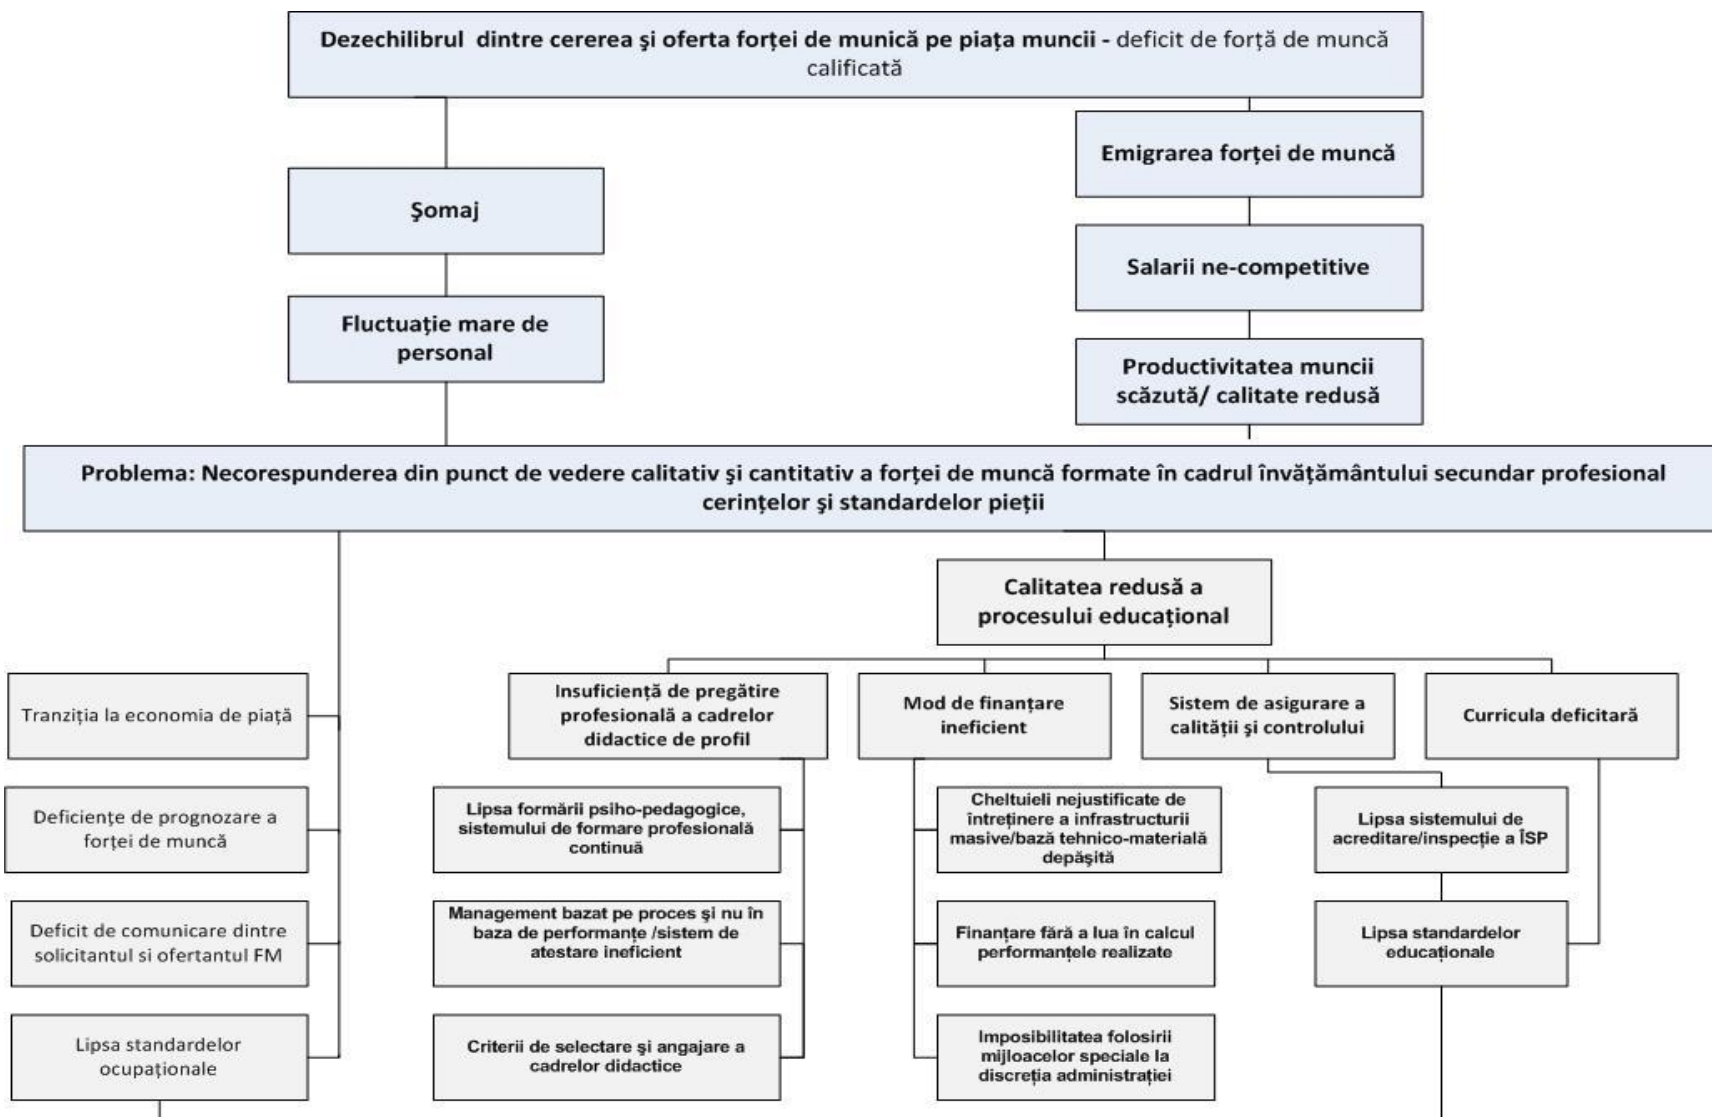 Dezechilibrul dintre cererea şi oferta forţei de munică pe piaţa muncii - deficit de forţă de muncă
calificată
Emigrarea forţei de muncă
Şomaj
Salarii ne-competitive
Fluctuaţie mare de
personal
Productivitatea muncii
scăzută/ calitate redusă
Problema: Necorespunderea din punct de vedere calitativ şi cantitativ a forţei de muncă formate în cadrul învăţământului secundar profesional
cerinţelor şi standardelor pieţii
Calitatea redusă a
procesului educaţional
Tranziţia la economia de piaţă
Insuficienţă de pregătire
profesională a cadrelor
didactice de profil
Mod de finanţare
ineficient
Sistem de asigurare a
calităţii şi controlului
Curricula deficitară
Deficienţe de prognozare a
forţei de muncă
Lipsa formării psiho-pedagogice,
sistemului de formare profesională
continuă
Cheltuieli nejustificate de
întreţinere a infrastructurii
masive/bază tehnico-materială
depăşită
Lipsa sistemului de
acreditare/inspecţie a ÎSP
Deficit de comunicare dintre
solicitantul si ofertantul FM
Management bazat pe proces şi nu în
baza de performanţe /sistem de
atestare ineficient
Finanţare fără a lua în calcul
performanţele realizate
Lipsa standardelor
educaţionale
Lipsa standardelor
ocupaţionale
Criterii de selectare şi angajare a
cadrelor didactice
Imposibilitatea folosirii
mijloacelor speciale la
discreţia administraţiei